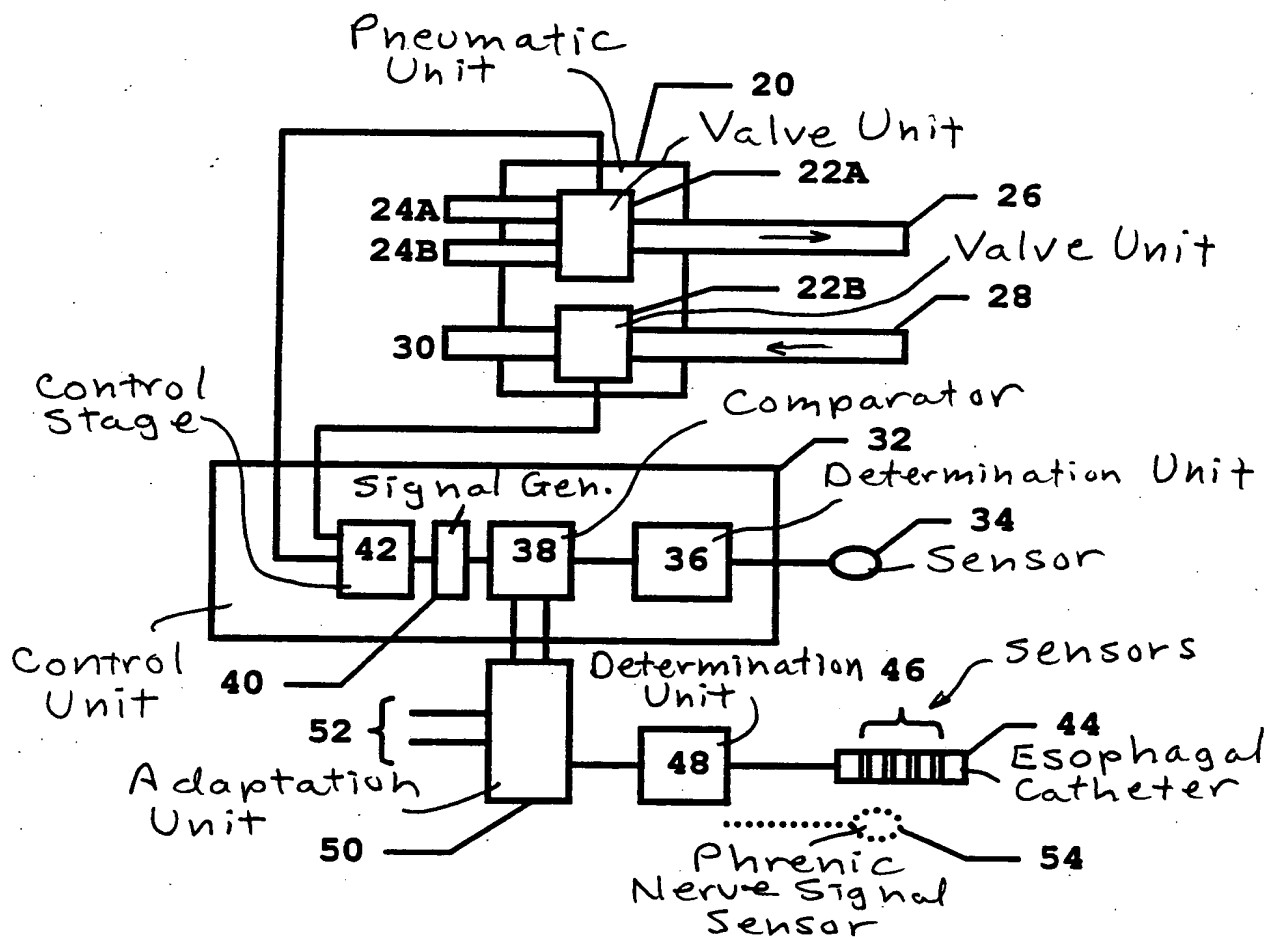 Pneumatic
Unit
20
Valve Unit
22A
24A
26
24B
Valve Unit
22B
28
30
Control
Stage
Comparator
32
Signal Gen.
Determination Unit
34
42
38
36
Sensor
Control
Unit
40
Determination
Unit
46
Sensors
52
44
48
Esophagal
Catheter
Adaptation
Unit
50
54
Phrenic
Nerve Signal
Sensor